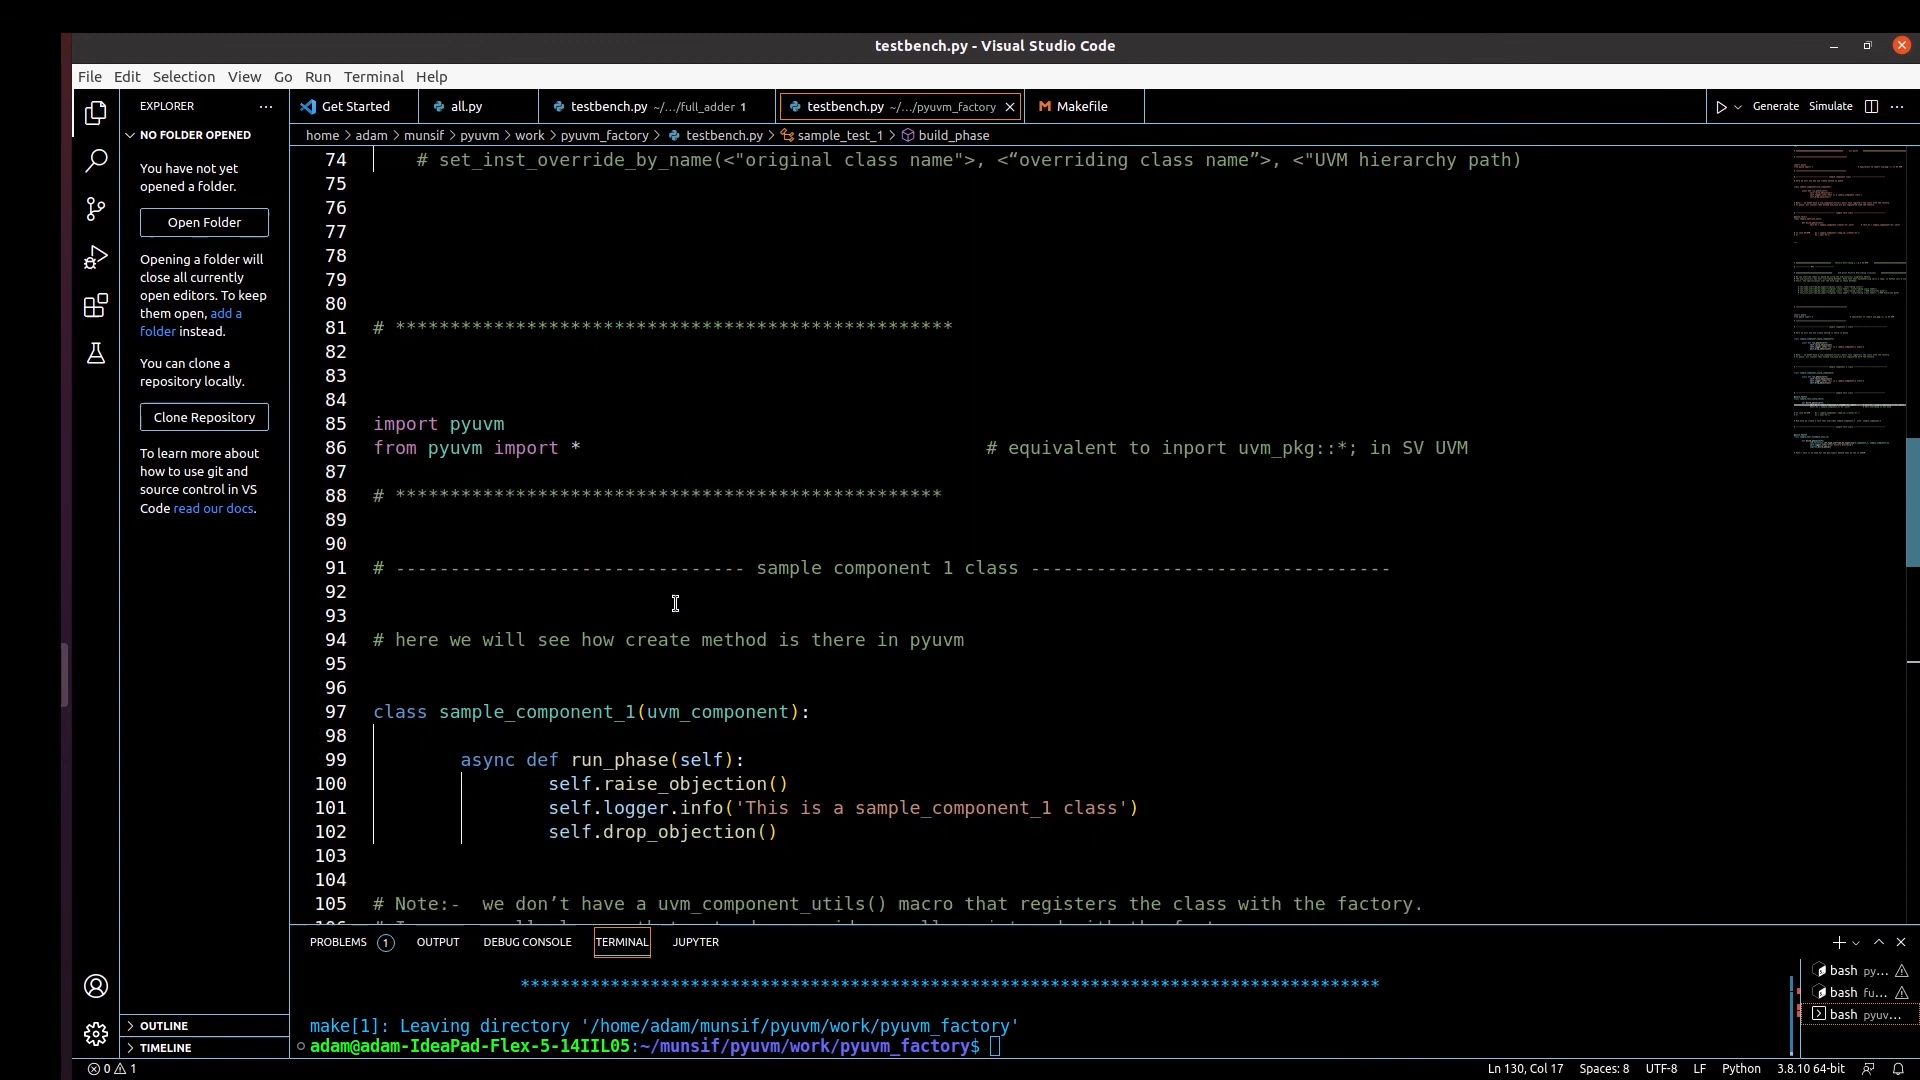 testbench.py - Visual Studio Code
File Edit Selection View Go Run Terminal Help
EXPLORER
Get Started
all.py
testbench.py ~/.../full_adder 1
testbench.py ~/.../pyuvm_factory
Makefile
Generate Simulate
NO FOLDER OPENED
home > adam > munsif > pyuvm > work > pyuvm_factory > testbench.py > sample_test_1 > build_phase
You have not yet
opened a folder.
Open Folder
Opening a folder will
close all currently
open editors. To keep
them open, add a
folder instead.
You can clone a
repository locally.
Clone Repository
To learn more about
how to use git and
source control in VS
Code read our docs.
OUTLINE
TIMELINE
74 # set_inst_override_by_name(<"original class name">, <“overriding class name”>, <"UVM hierarchy path)
75
76
77
78
79
80
81 # ***************************************************
82
83
84
85 import pyuvm
86 from pyuvm import * # equivalent to inport uvm_pkg::*; in SV UVM
87
88 # **************************************************
89
90
91 # -------------------------------- sample component 1 class ---------------------------------
92
93
94 # here we will see how create method is there in pyuvm
95
96
97 class sample_component_1(uvm_component):
98
99 async def run_phase(self):
100 self.raise_objection()
101 self.logger.info('This is a sample_component_1 class')
102 self.drop_objection()
103
104
105 # Note:- we don’t have a uvm_component_utils() macro that registers the class with the factory.
PROBLEMS 1 OUTPUT DEBUG CONSOLE TERMINAL JUPYTER
**************************************************************************************
make[1]: Leaving directory '/home/adam/munsif/pyuvm/work/pyuvm_factory'
adam@adam-IdeaPad-Flex-5-14IIL05:~/munsif/pyuvm/work/pyuvm_factory$
bash py...
bash fu...
bash pyuv...
0 1
Ln 130, Col 17 Spaces: 8 UTF-8 LF Python 3.8.10 64-bit